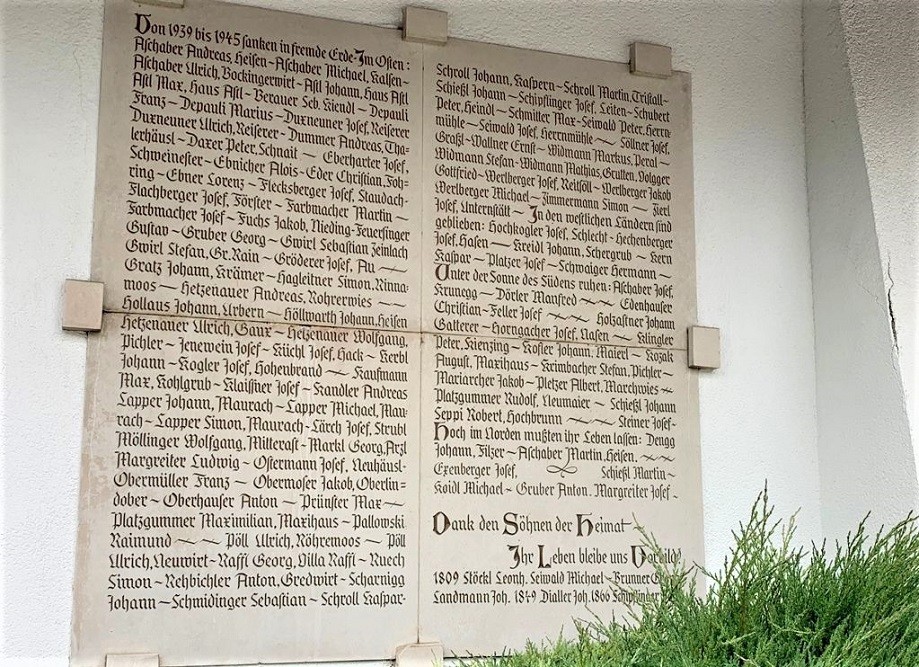 Von 1939 bis 1945 sanken in fremde Erde-Im Osten:
Aschaber Andreas, Heisen~Aschaber Michael, Kalsen~
Aschaber Ulrich, Bockingerwirt~Astl Johann, Haus Astl
Astl Max, Haus Astl~Berauer Seb. Kiendl~Depauli
Franz~Depauli Marius~Duxneuner Josef, Reiserer
Duxneuner Ulrich, Reiserer~Dummer Andreas, Tha-
lerhäusl~Daxer Peter, Schnait ~ Eberharter Josef,
Schweinester~Ebnicher Alois~Eder Christian, Foh-
ring~Ebner Lorenz ~ Flecksberger Josef, Staudach-
Flachberger Josef, Förster~Farbmacher Martin ~
Farbmacher Josef~Fuchs Jakob, Nieding~Feuersinger
Gustav~Gruber Georg~Gwirl Sebastian Zeinlach
Gwirl Stefan, Gr. Rain~Gröderer Josef, Au ~
Gratz Johann, Krämer~Hagleitner Simon, Rinna-
moos ~ Hetzenauer Andreas, Rohrerwies ~~
Hollaus Johann, Urbern~Höllwarth Johann, Heisen
Hetzenauer Ulrich, Gaux~Hetzenauer Wolfgang,
Pichler~Jenewein Josef~Küchl Josef, Hack~Kerbl
Johann~Kogler Josef, Hohenbrand ~ Kaufmann
Max, Kohlgrub~Klaissner Josef~Kandler Andreas
Lapper Johann, Maurach~Lapper Michael, Mau-
rach~Lapper Simon, Maurach~Lärch Josef, Strubl
Möllinger Wolfgang, Mitterast~Markl Georg, Arzl
Margreiter Ludwig~Ostermann Josef, Neuhäusl-
Obermüller Franz ~ Obermoser Jakob, Oberlin-
dober~Oberhauser Anton ~ Prünster Max ~
Platzgummer Maximilian, Maxihaus~Pallowski
Raimund ~~ Pöll Ulrich, Röhremoos ~ Pöll
Ulrich, Neuwirt~Raffl Georg, Villa Raffl~Ruech
Simon~Rehbichler Anton, Gredwirt~Scharnigg
Johann~Schmidinger Sebastian~Schroll Kaspar-
Schroll Johann, Kaspern~Schroll Martin, Tristall-
Schießl Johann~Schipflinger Josef, Leiten~Schubert
Peter, Heindl~Schmitter Max~Seiwald Peter, Herrn-
mühle~Seiwald Josef, Herrnmühle~ Söllner Josef,
Graßl~Wallner Ernst~Widmann Markus, Peral~
Widmann Stefan~Widmann Mathias, Grutten, Volgger
Gottfried~Werlberger Josef, Reitsöll~Werlberger Jakob
Werlberger Michael~Zimmermann Simon ~ Zierl
Josef, Unternstätt~ In den westlichen Ländern sind
geblieben: Hochkogler Josef, Schlecht~Hechenberger
Josef, Hasen ~ Kreidl Johann, Schergrub ~ Kern
Kaspar ~ Platzer Josef~Schwaiger Hermann ~
Unter der Sonne des Südens ruhen: Aschaber Josef,
Krunegg ~ Dörler Manfred ~~ Edenhauser
Christian~Feller Josef ~~ Holzastner Johann
Gatterer ~Horngacher Josef, Nasen ~ Klingler
Peter, Kienzing~Kofler Johann, Maierl ~ Kozak
August, Maxihaus~Krimbacher Stefan, Pichler~
Mariarcher Jakob~Pletzer Albert, Marchwies ~
Platzgummer Rudolf, Neumaier ~ Schießl Johann
Seppi Robert, Hochbrunn ~~ Steiner Josef~
Hoch im Norden mußten ihr Leben lassen: Dengg
Johann, Filzer~Aschaber Martin, Heisen. ~~
Exenberger Josef, Schießl Martin~
Koidl Michael~ Gruber Anton. Margreiter Josef~
Dank den Söhnen der Heimat
Ihr Leben bleibe uns Vorbild!
1809 Stöckl Leonh. Seiwald Michael~Brunner
Landmann Joh. 1849 Dialler Joh. 1866 Schipflinger